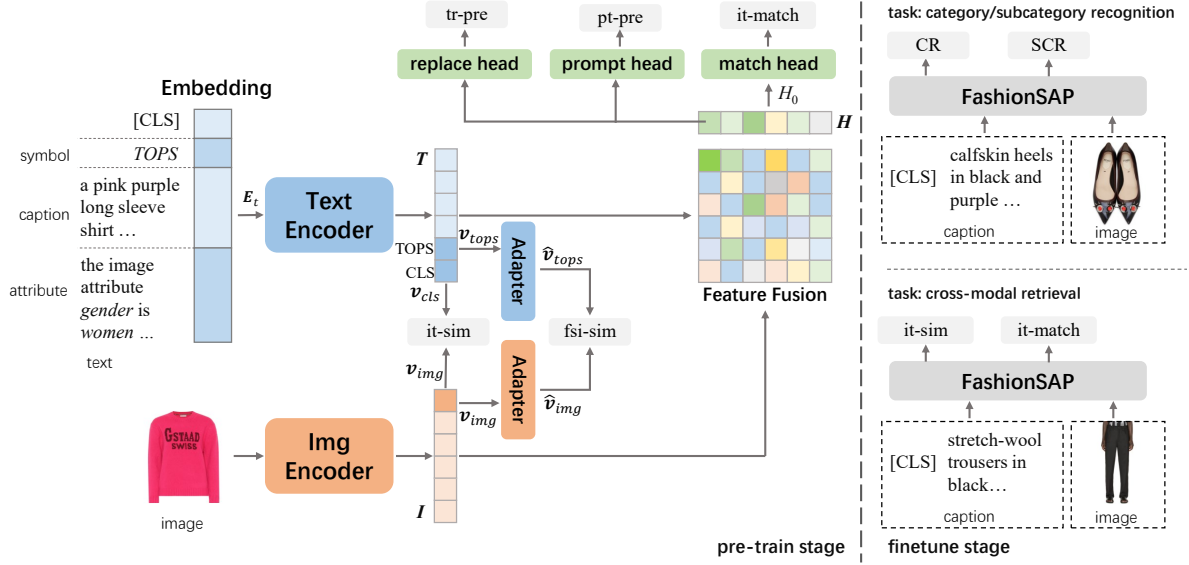 tr-pre
pt-pre
it-match
replace head
prompt head
match head
H0
H
Embedding
[CLS]
symbol
TOPS
caption
a pink purple
long sleeve
shirt ...
attribute
the image
attribute
gender is
women ...
text
Et
Text
Encoder
T
TOPS
CLS
vtops
vcls
Adapter
v̂tops
it-sim
fsi-sim
vimg
vimg
Adapter
v̂img
Feature Fusion
GSTAAD
SWISS
image
Img
Encoder
I
pre-train stage
task: category/subcategory recognition
CR
SCR
FashionSAP
[CLS]
calfskin heels
in black and
purple ...
caption
image
task: cross-modal retrieval
it-sim
it-match
FashionSAP
[CLS]
stretch-wool
trousers in
black...
caption
image
finetune stage